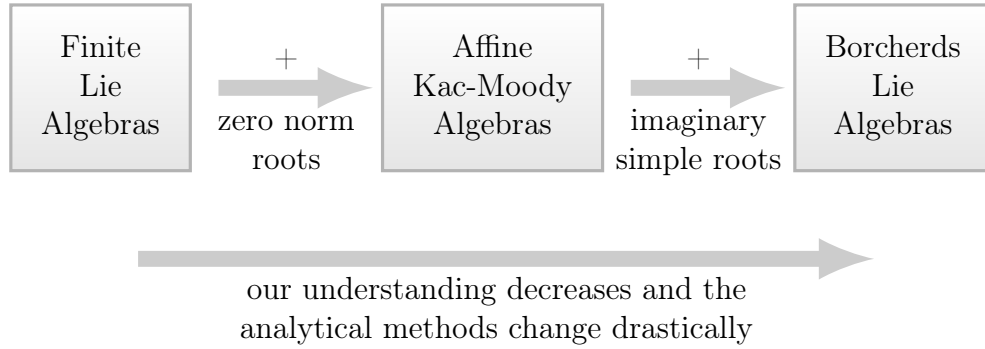 Finite
Lie
Algebras
+
zero norm
roots
Affine
Kac-Moody
Algebras
+
imaginary
simple roots
Borcherds
Lie
Algebras
our understanding decreases and the
analytical methods change drastically